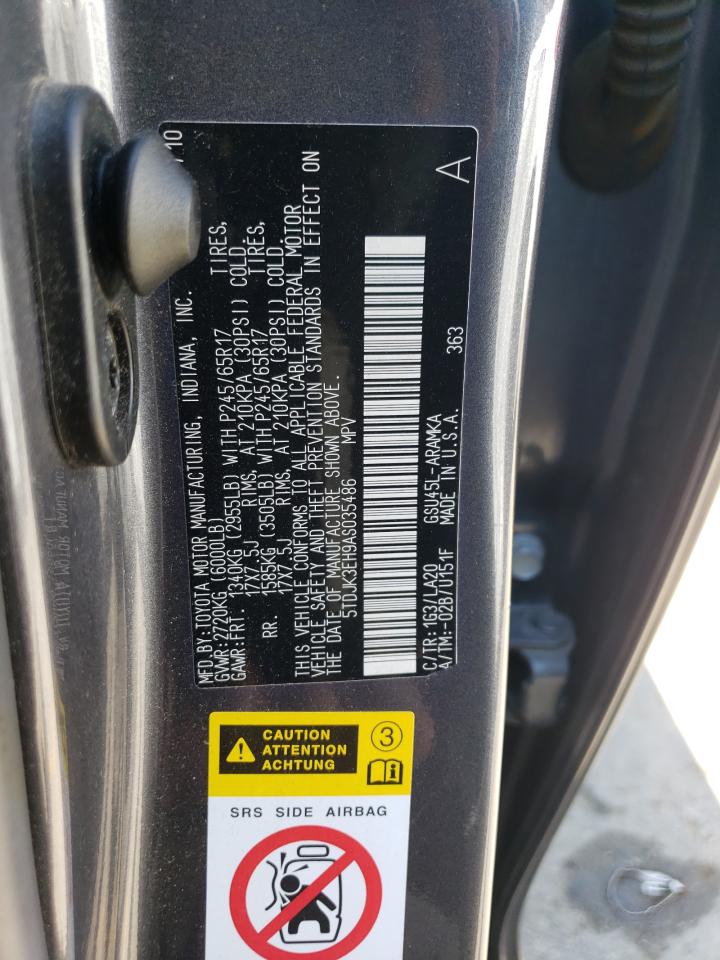 MFD.BY:TOYOTA MOTOR MANUFACTURING, INDIANA, INC. /10
GVWR:2720KG (6000LB)
GAWR:FRT. 1340KG (2955LB) WITH P245/65R17 TIRES,
17X7.5J RIMS, AT 210KPA (30PSI) COLD.
RR. 1585KG (3505LB) WITH P245/65R17 TIRES,
17X7.5J RIMS, AT 210KPA (30PSI) COLD.
THIS VEHICLE CONFORMS TO ALL APPLICABLE FEDERAL MOTOR
VEHICLE SAFETY AND THEFT PREVENTION STANDARDS IN EFFECT ON
THE DATE OF MANUFACTURE SHOWN ABOVE.
5TDJK3EH9AS035486 MPV
C/TR:1G3/LA20 GSU45L-ARAMKA
A/TM:-02B/U151F MADE IN U.S.A. 363 A
CAUTION
ATTENTION
ACHTUNG
3
SRS SIDE AIRBAG